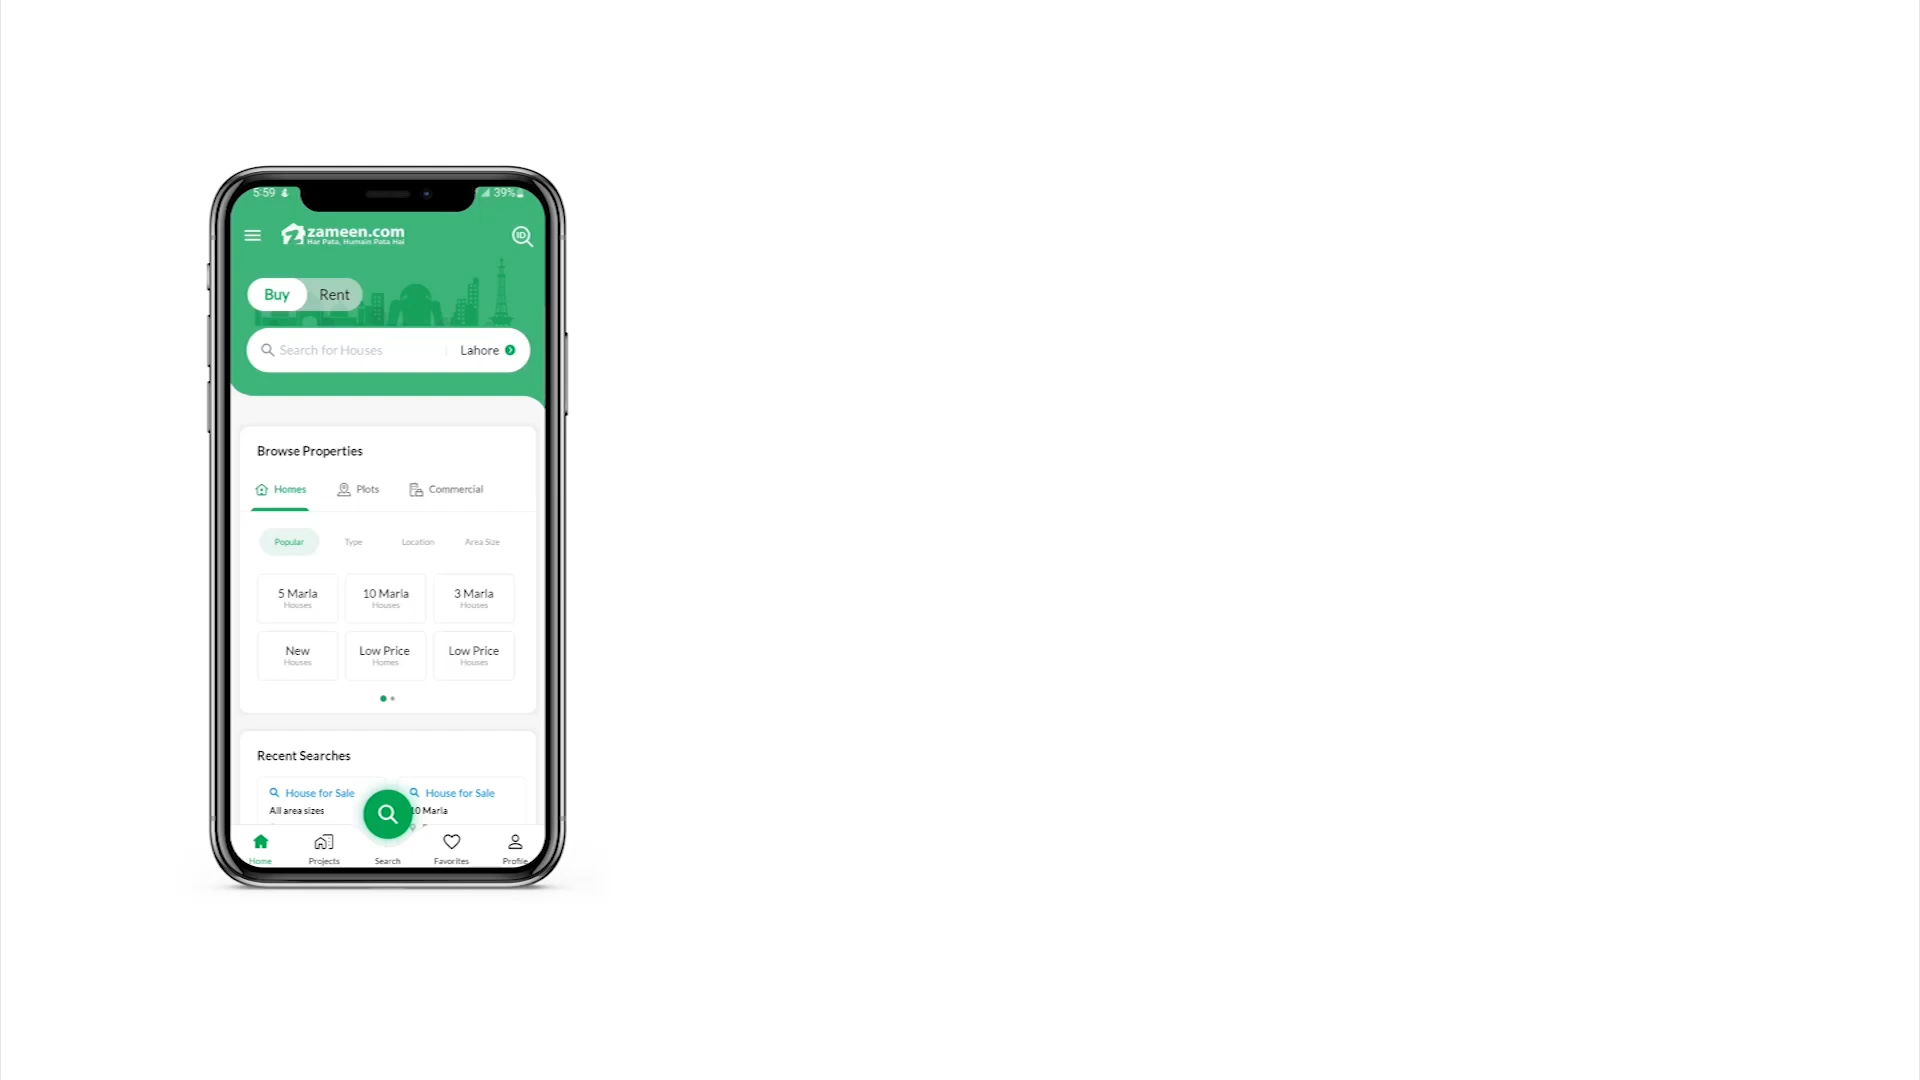 5:59 39%
zameen.com
Har Pata, Humain Pata Hai
ID
Buy Rent
Search for Houses Lahore
Browse Properties
Homes Plots Commercial
Popular Type Location Area Size
5 Marla 10 Marla 3 Marla
Houses Houses Houses
New Low Price Low Price
Houses Homes Houses
Recent Searches
House for Sale House for Sale
All area sizes 10 Marla
Home Projects Search Favorites Profile